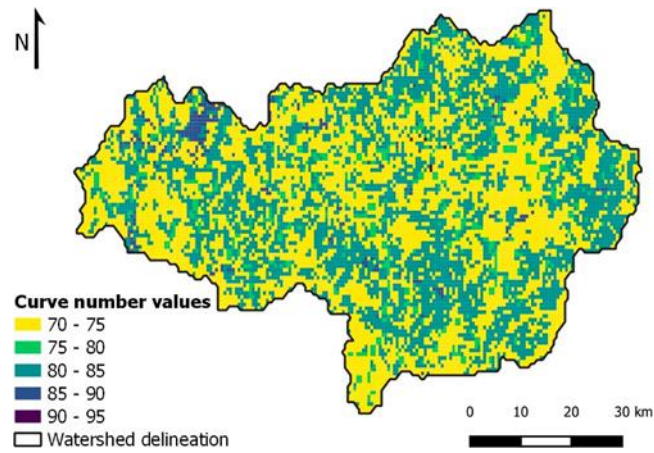 N
Curve number values
70 - 75
75 - 80
80 - 85
85 - 90
90 - 95
Watershed delineation
0 10 20 30 km